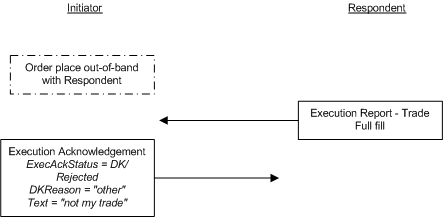 Initiator
Respondent
Order place out-of-band
with Respondent
Execution Report - Trade
Full fill
Execution Acknowledgement
ExecAckStatus = DK/
Rejected
DKReason = "other"
Text = "not my trade"